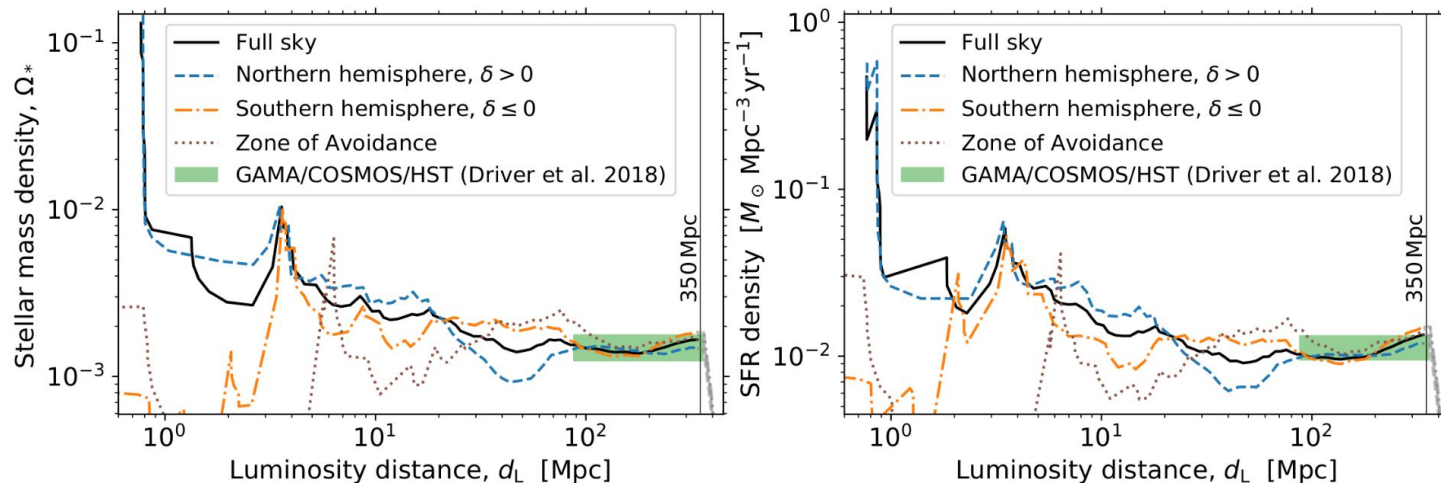 Stellar mass density, Ω*
10⁻¹
10⁻²
10⁻³
Full sky
Northern hemisphere, δ > 0
Southern hemisphere, δ ≤ 0
Zone of Avoidance
GAMA/COSMOS/HST (Driver et al. 2018)
350 Mpc
10⁰
10¹
10²
Luminosity distance, d_L [Mpc]
SFR density [M⊙ Mpc⁻³ yr⁻¹]
10⁰
10⁻¹
10⁻²
Full sky
Northern hemisphere, δ > 0
Southern hemisphere, δ ≤ 0
Zone of Avoidance
GAMA/COSMOS/HST (Driver et al. 2018)
350 Mpc
10⁰
10¹
10²
Luminosity distance, d_L [Mpc]